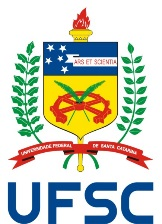 ARS ET SCIENTIA
UNIVERSIDADE FEDERAL DE SANTA CATARINA
UFSC